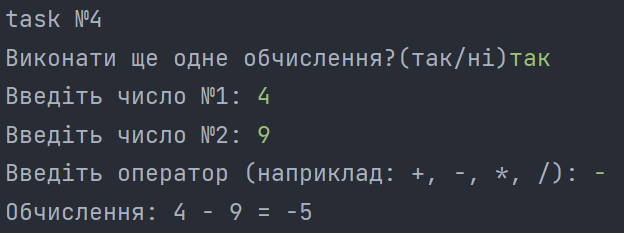 task №4
Виконати ще одне обчислення?(так/ні)так
Введіть число №1: 4
Введіть число №2: 9
Введіть оператор (наприклад: +, -, *, /): -
Обчислення: 4 - 9 = -5